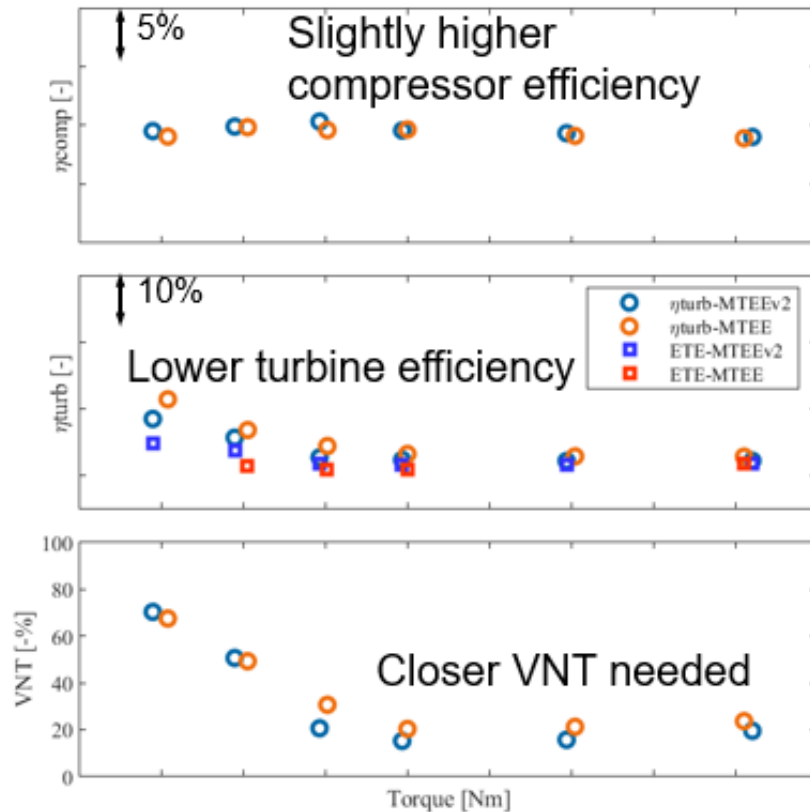 5%
Slightly higher
compressor efficiency
ηcomp [-]
10%
ηturb-MTEEv2
ηturb-MTEE
ETE-MTEEv2
ETE-MTEE
Lower turbine efficiency
ηturb [-]
100
80
60
40
20
0
VNT [-%]
Closer VNT needed
Torque [Nm]